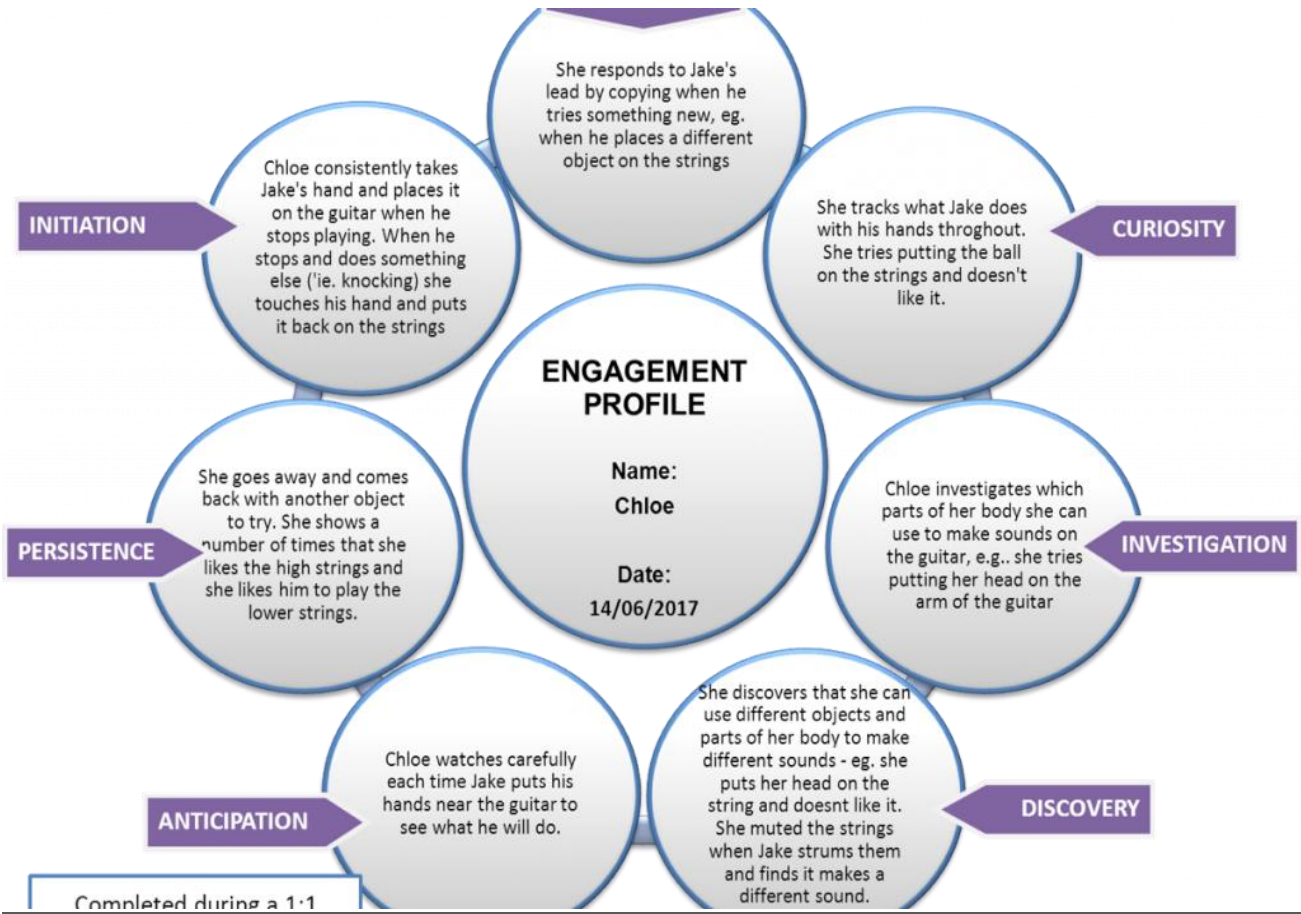 She responds to Jake's
lead by copying when he
tries something new, eg.
when he places a different
object on the strings
INITIATION
Chloe consistently takes
Jake's hand and places it
on the guitar when he
stops playing. When he
stops and does something
else ('ie. knocking) she
touches his hand and puts
it back on the strings
She tracks what Jake does
with his hands throghout.
She tries putting the ball
on the strings and doesn't
like it.
CURIOSITY
ENGAGEMENT
PROFILE
Name:
Chloe
Date:
14/06/2017
PERSISTENCE
She goes away and comes
back with another object
to try. She shows a
number of times that she
likes the high strings and
she likes him to play the
lower strings.
Chloe investigates which
parts of her body she can
use to make sounds on
the guitar, e.g.. she tries
putting her head on the
arm of the guitar
INVESTIGATION
ANTICIPATION
Chloe watches carefully
each time Jake puts his
hands near the guitar to
see what he will do.
She discovers that she can
use different objects and
parts of her body to make
different sounds - eg. she
puts her head on the
string and doesnt like it.
She muted the strings
when Jake strums them
and finds it makes a
different sound.
DISCOVERY
Completed during a 1:1